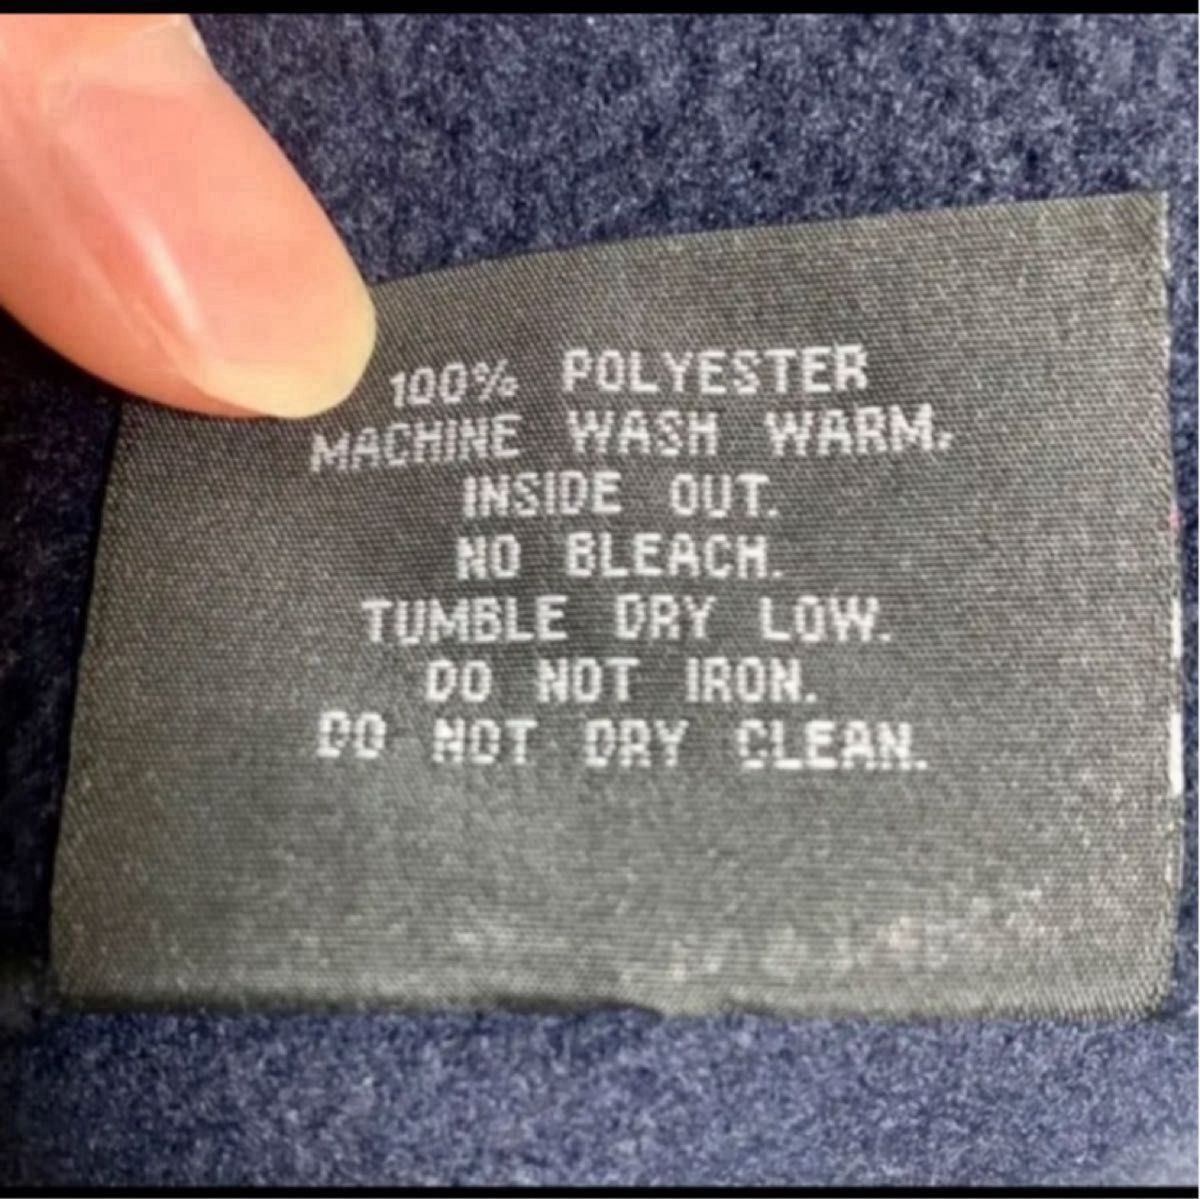 100% POLYESTER
MACHINE WASH WARM,
INSIDE OUT.
NO BLEACH.
TUMBLE DRY LOW.
DO NOT IRON.
DO NOT DRY CLEAN.